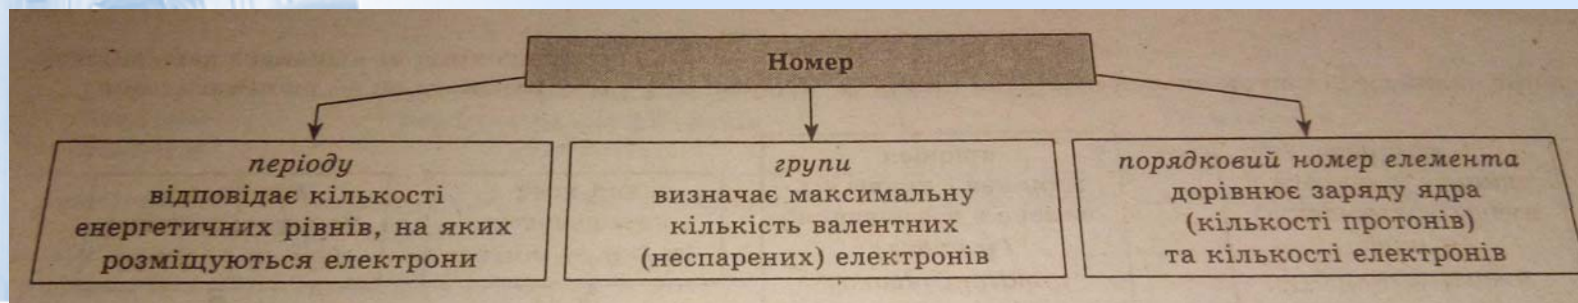 Номер
періоду
відповідає кількості
енергетичних рівнів, на яких
розміщуються електрони
групи
визначає максимальну
кількість валентних
(неспарених) електронів
порядковий номер елемента
дорівнює заряду ядра
(кількості протонів)
та кількості електронів